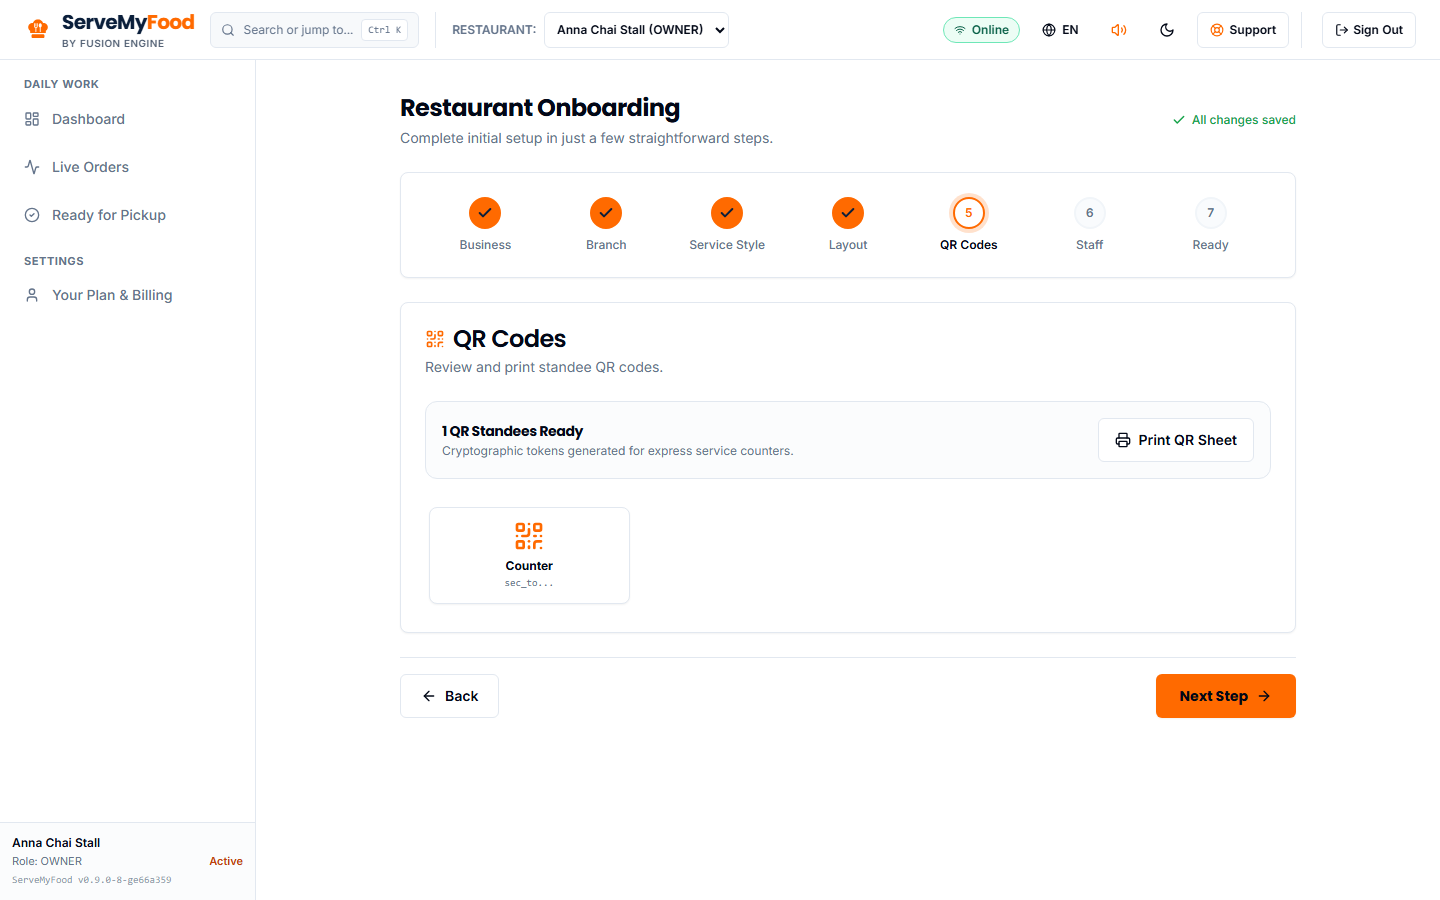 ServeMyFood
BY FUSION ENGINE
Search or jump to...
Ctrl K
RESTAURANT:
Anna Chai Stall (OWNER)
Online
EN
Support
Sign Out
DAILY WORK
Dashboard
Live Orders
Ready for Pickup
SETTINGS
Your Plan & Billing
Restaurant Onboarding
Complete initial setup in just a few straightforward steps.
All changes saved
Business
Branch
Service Style
Layout
5
QR Codes
6
Staff
7
Ready
QR Codes
Review and print standee QR codes.
1 QR Standees Ready
Cryptographic tokens generated for express service counters.
Print QR Sheet
Counter
sec_to...
Back
Next Step
Anna Chai Stall
Role: OWNER
Active
ServeMyFood v0.9.0-8-ge66a359